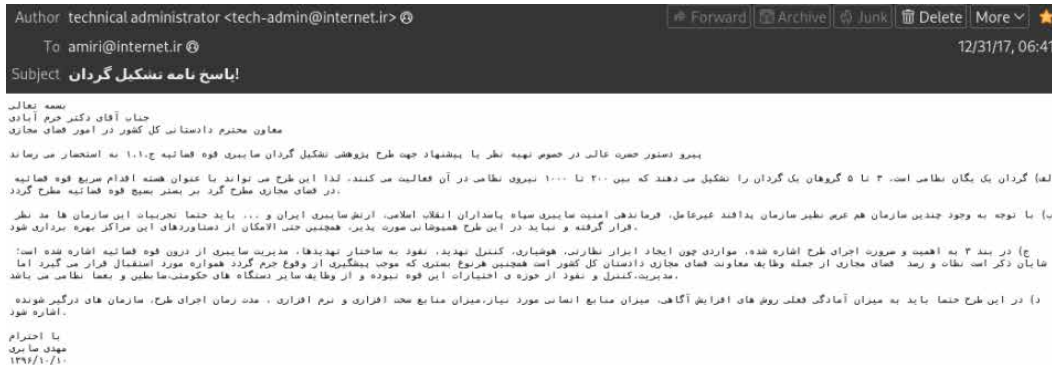 Author technical administrator <tech-admin@internet.ir>
Forward Archive Junk Delete More
To amiri@internet.ir
12/31/17, 06:41
Subject پاسخ نامه تشکیل گردان!
بسمه تعالی
جناب آقای دکتر خرم آبادی
معاون محترم دادستانی کل کشور در امور فضای مجازی
پیرو دستور حضرت عالی در خصوص تهیه نظر یا پیشنهاد جهت طرح پژوهشی تشکیل گردان سایبری قوه قضائیه ج.۱.۱ به استحضار می رساند
الف) گردان یک یگان نظامی است. ۳ تا ۵ گروهان یک گردان را تشکیل می دهند که بین ۲۰۰ تا ۱۰۰۰ نیروی نظامی در آن فعالیت می کنند. لذا این طرح می تواند با عنوان هسته اقدام سریع قوه قضائیه
در فضای مجازی مطرح گرد بر بستر بسیج قوه قضائیه مطرح گردد.
ب) با توجه به وجود چندین سازمان هم عرض نظیر سازمان پدافند غیرعامل، فرماندهی امنیت سایبری سپاه پاسداران انقلاب اسلامی، ارتش سایبری ایران و ... باید حتما تجربیات این سازمان ها مد نظر
قرار گرفته و نباید در این طرح همپوشانی صورت پذیر، همچنین حتی الامکان از دستاوردهای این مراکز بهره برداری شود.
ج) در بند ۳ به اهمیت و ضرورت اجرای طرح اشاره شده، مواردی چون ایجاد ابزار نظارتی، هوشیاری، کنترل تهدید، نفوذ به ساختار تهدیدها، مدیریت سایبری از درون قوه قضائیه اشاره شده است؛
شایان ذکر است نظات و رصد فضای مجازی از جمله وظایف معاونت فضای مجازی دادستان کل کشور است همچنین هرنوع بستری که موجب پیشگیری از وقوع جرم گردد همواره مورد استقبال قرار می گیرد اما
مدیریت،کنترل و نفوذ از حوزه ی اختیارات این قوه نبوده و از وظایف سایر دستگاه های حکومتی،ضابطین و بعضا نظامی می باشد.
د) در این طرح حتما باید به میزان آمادگی فعلی روش های افزایش آگاهی، میزان منابع انسانی مورد نیاز،میزان منابع سخت افزاری و نرم افزاری ، مدت زمان اجرای طرح، سازمان های درگیر شونده
اشاره شود.
با احترام
مهدی صابری
۱۳۹۶/۱۰/۱۰